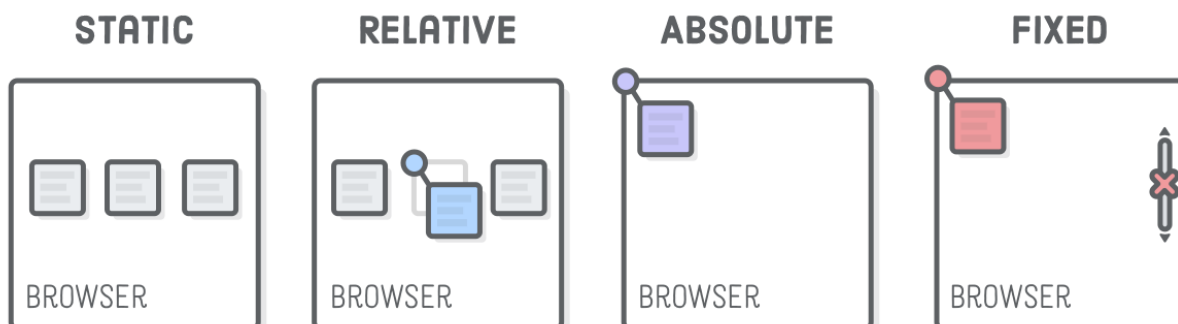 STATIC
RELATIVE
ABSOLUTE
FIXED
BROWSER
BROWSER
BROWSER
BROWSER